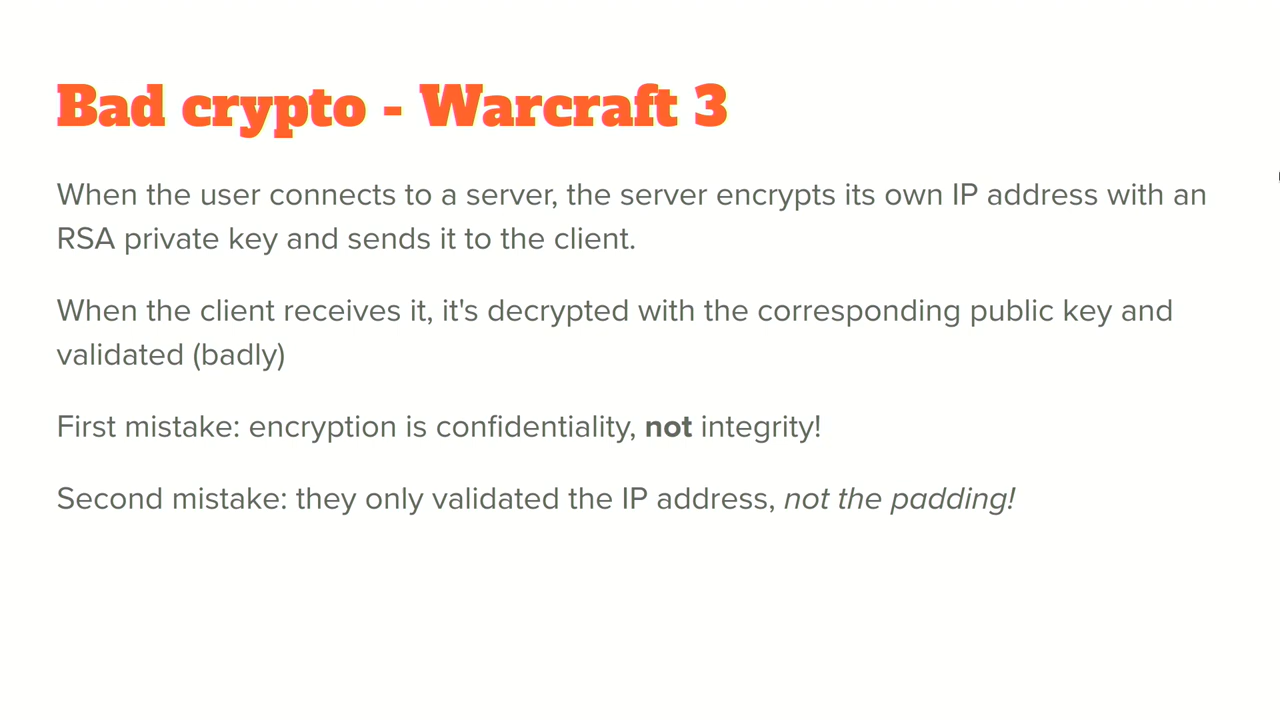 Bad crypto - Warcraft 3
When the user connects to a server, the server encrypts its own IP address with an
RSA private key and sends it to the client.
When the client receives it, it's decrypted with the corresponding public key and
validated (badly)
First mistake: encryption is confidentiality, not integrity!
Second mistake: they only validated the IP address, not the padding!